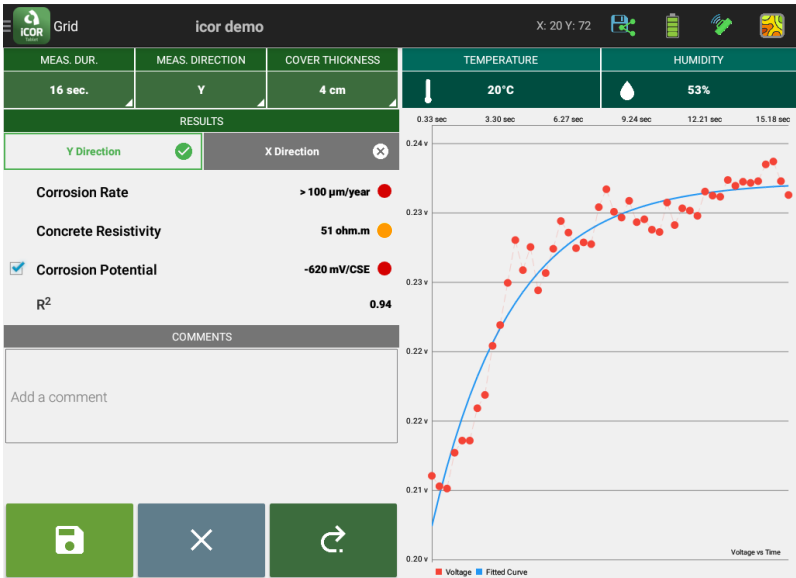 iCOR
Tablet
Grid
icor demo
X: 20 Y: 72
MEAS. DUR.
MEAS. DIRECTION
COVER THICKNESS
TEMPERATURE
HUMIDITY
16 sec.
Y
4 cm
20°C
53%
RESULTS
Y Direction
X Direction
Corrosion Rate
> 100 µm/year
Concrete Resistivity
51 ohm.m
Corrosion Potential
-620 mV/CSE
R2
0.94
COMMENTS
Add a comment
0.33 sec
3.30 sec
6.27 sec
9.24 sec
12.21 sec
15.18 sec
0.24 v
0.23 v
0.23 v
0.22 v
0.22 v
0.21 v
0.20 v
Voltage vs Time
Voltage
Fitted Curve